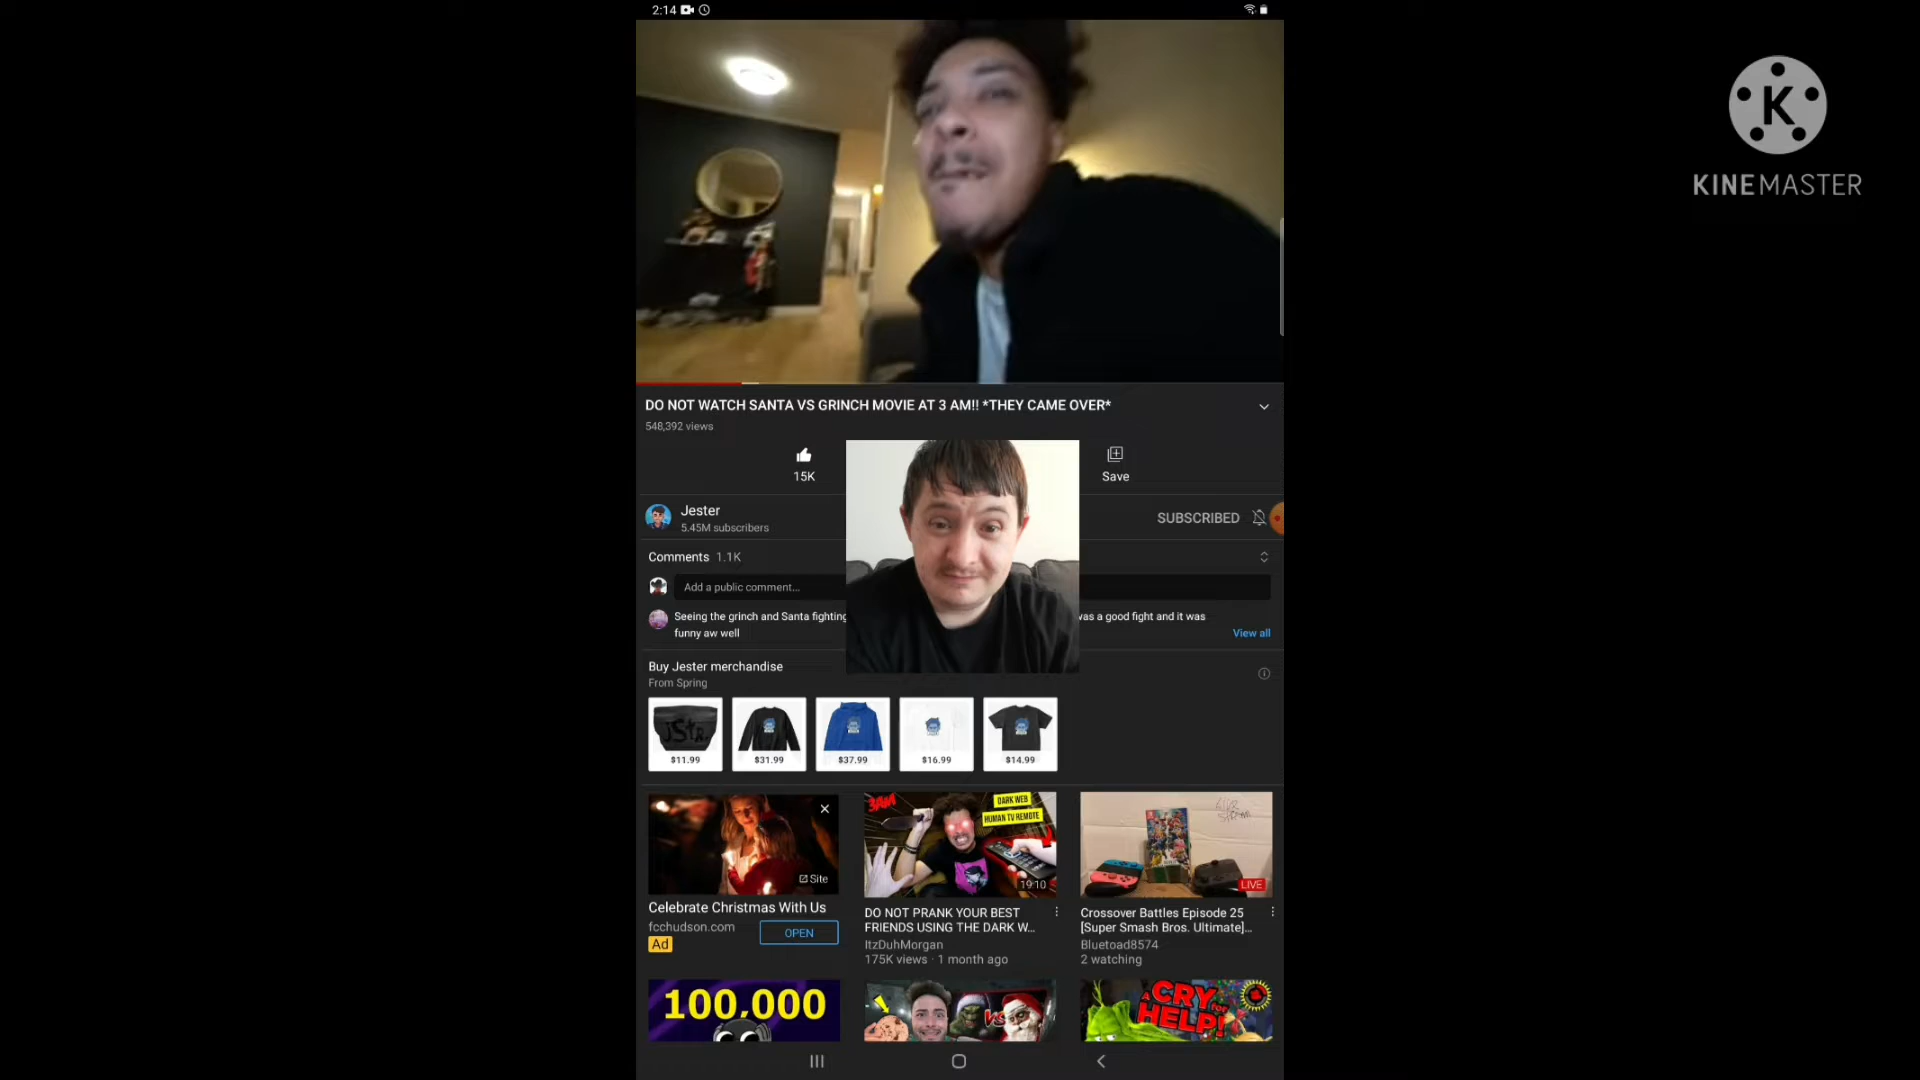 2:14
KINEMASTER
DO NOT WATCH SANTA VS GRINCH MOVIE AT 3 AM!! *THEY CAME OVER*
548,392 views
15K
Save
Jester
5.45M subscribers
SUBSCRIBED
Comments 1.1K
Add a public comment...
Seeing the grinch and Santa fighting
was a good fight and it was
funny aw well
View all
Buy Jester merchandise
From Spring
$11.99
$31.99
$37.99
$16.99
$14.99
Site
Celebrate Christmas With Us
fcchudson.com
Ad
OPEN
3AM
DARK WEB
HUMAN TV REMOTE
19:10
DO NOT PRANK YOUR BEST
FRIENDS USING THE DARK W...
ItzDuhMorgan
175K views · 1 month ago
LIVE
Crossover Battles Episode 25
[Super Smash Bros. Ultimate]...
Bluetoad8574
2 watching
100,000
VS
A CRY for
HELP!